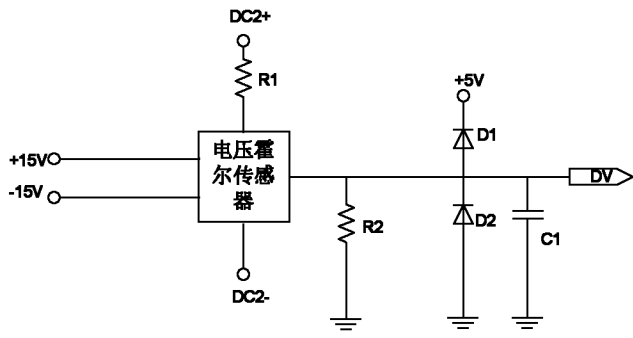 DC2+
R1
+5V
D1
+15V
-15V
电压霍
尔传感
器
DV
R2
D2
C1
DC2-